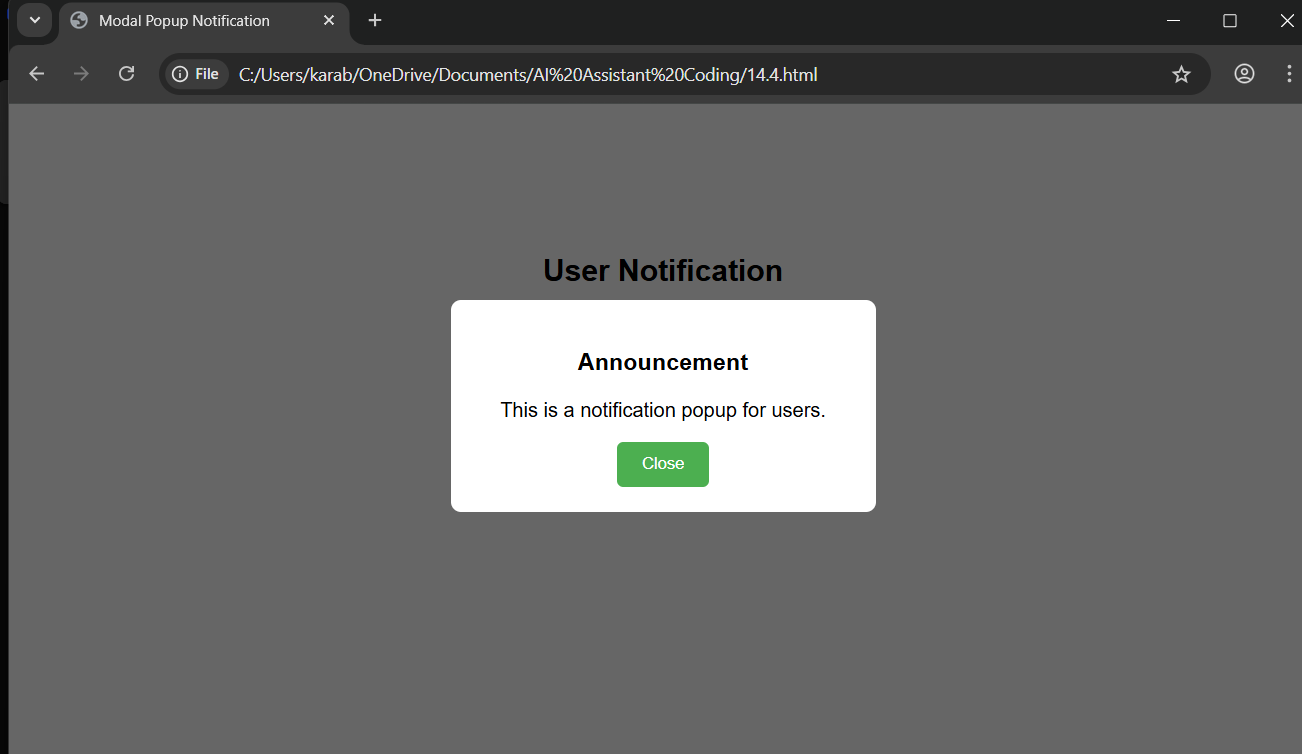 Modal Popup Notification
File C:/Users/karab/OneDrive/Documents/AI%20Assistant%20Coding/14.4.html
User Notification
Announcement
This is a notification popup for users.
Close